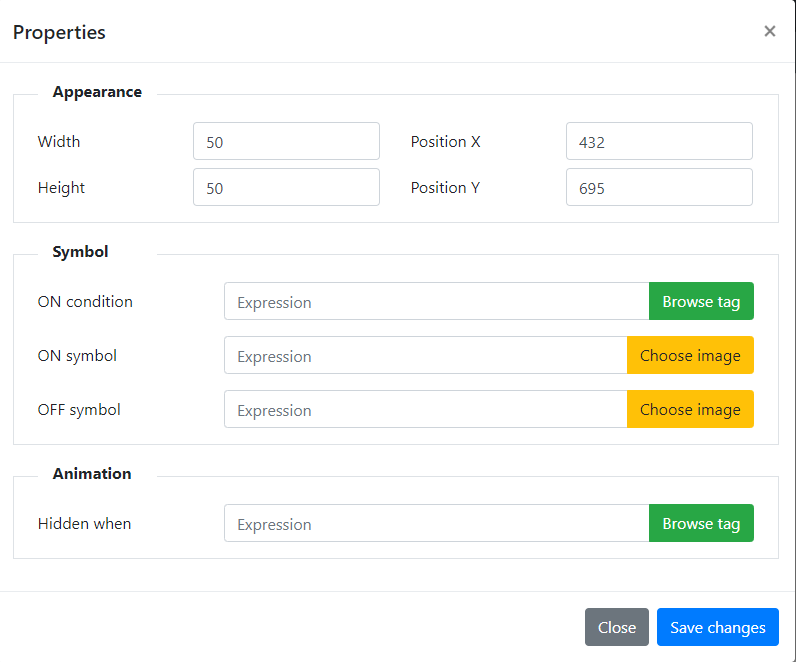 Properties ×
Appearance
Width 50 Position X 432
Height 50 Position Y 695
Symbol
ON condition Expression Browse tag
ON symbol Expression Choose image
OFF symbol Expression Choose image
Animation
Hidden when Expression Browse tag
Close Save changes